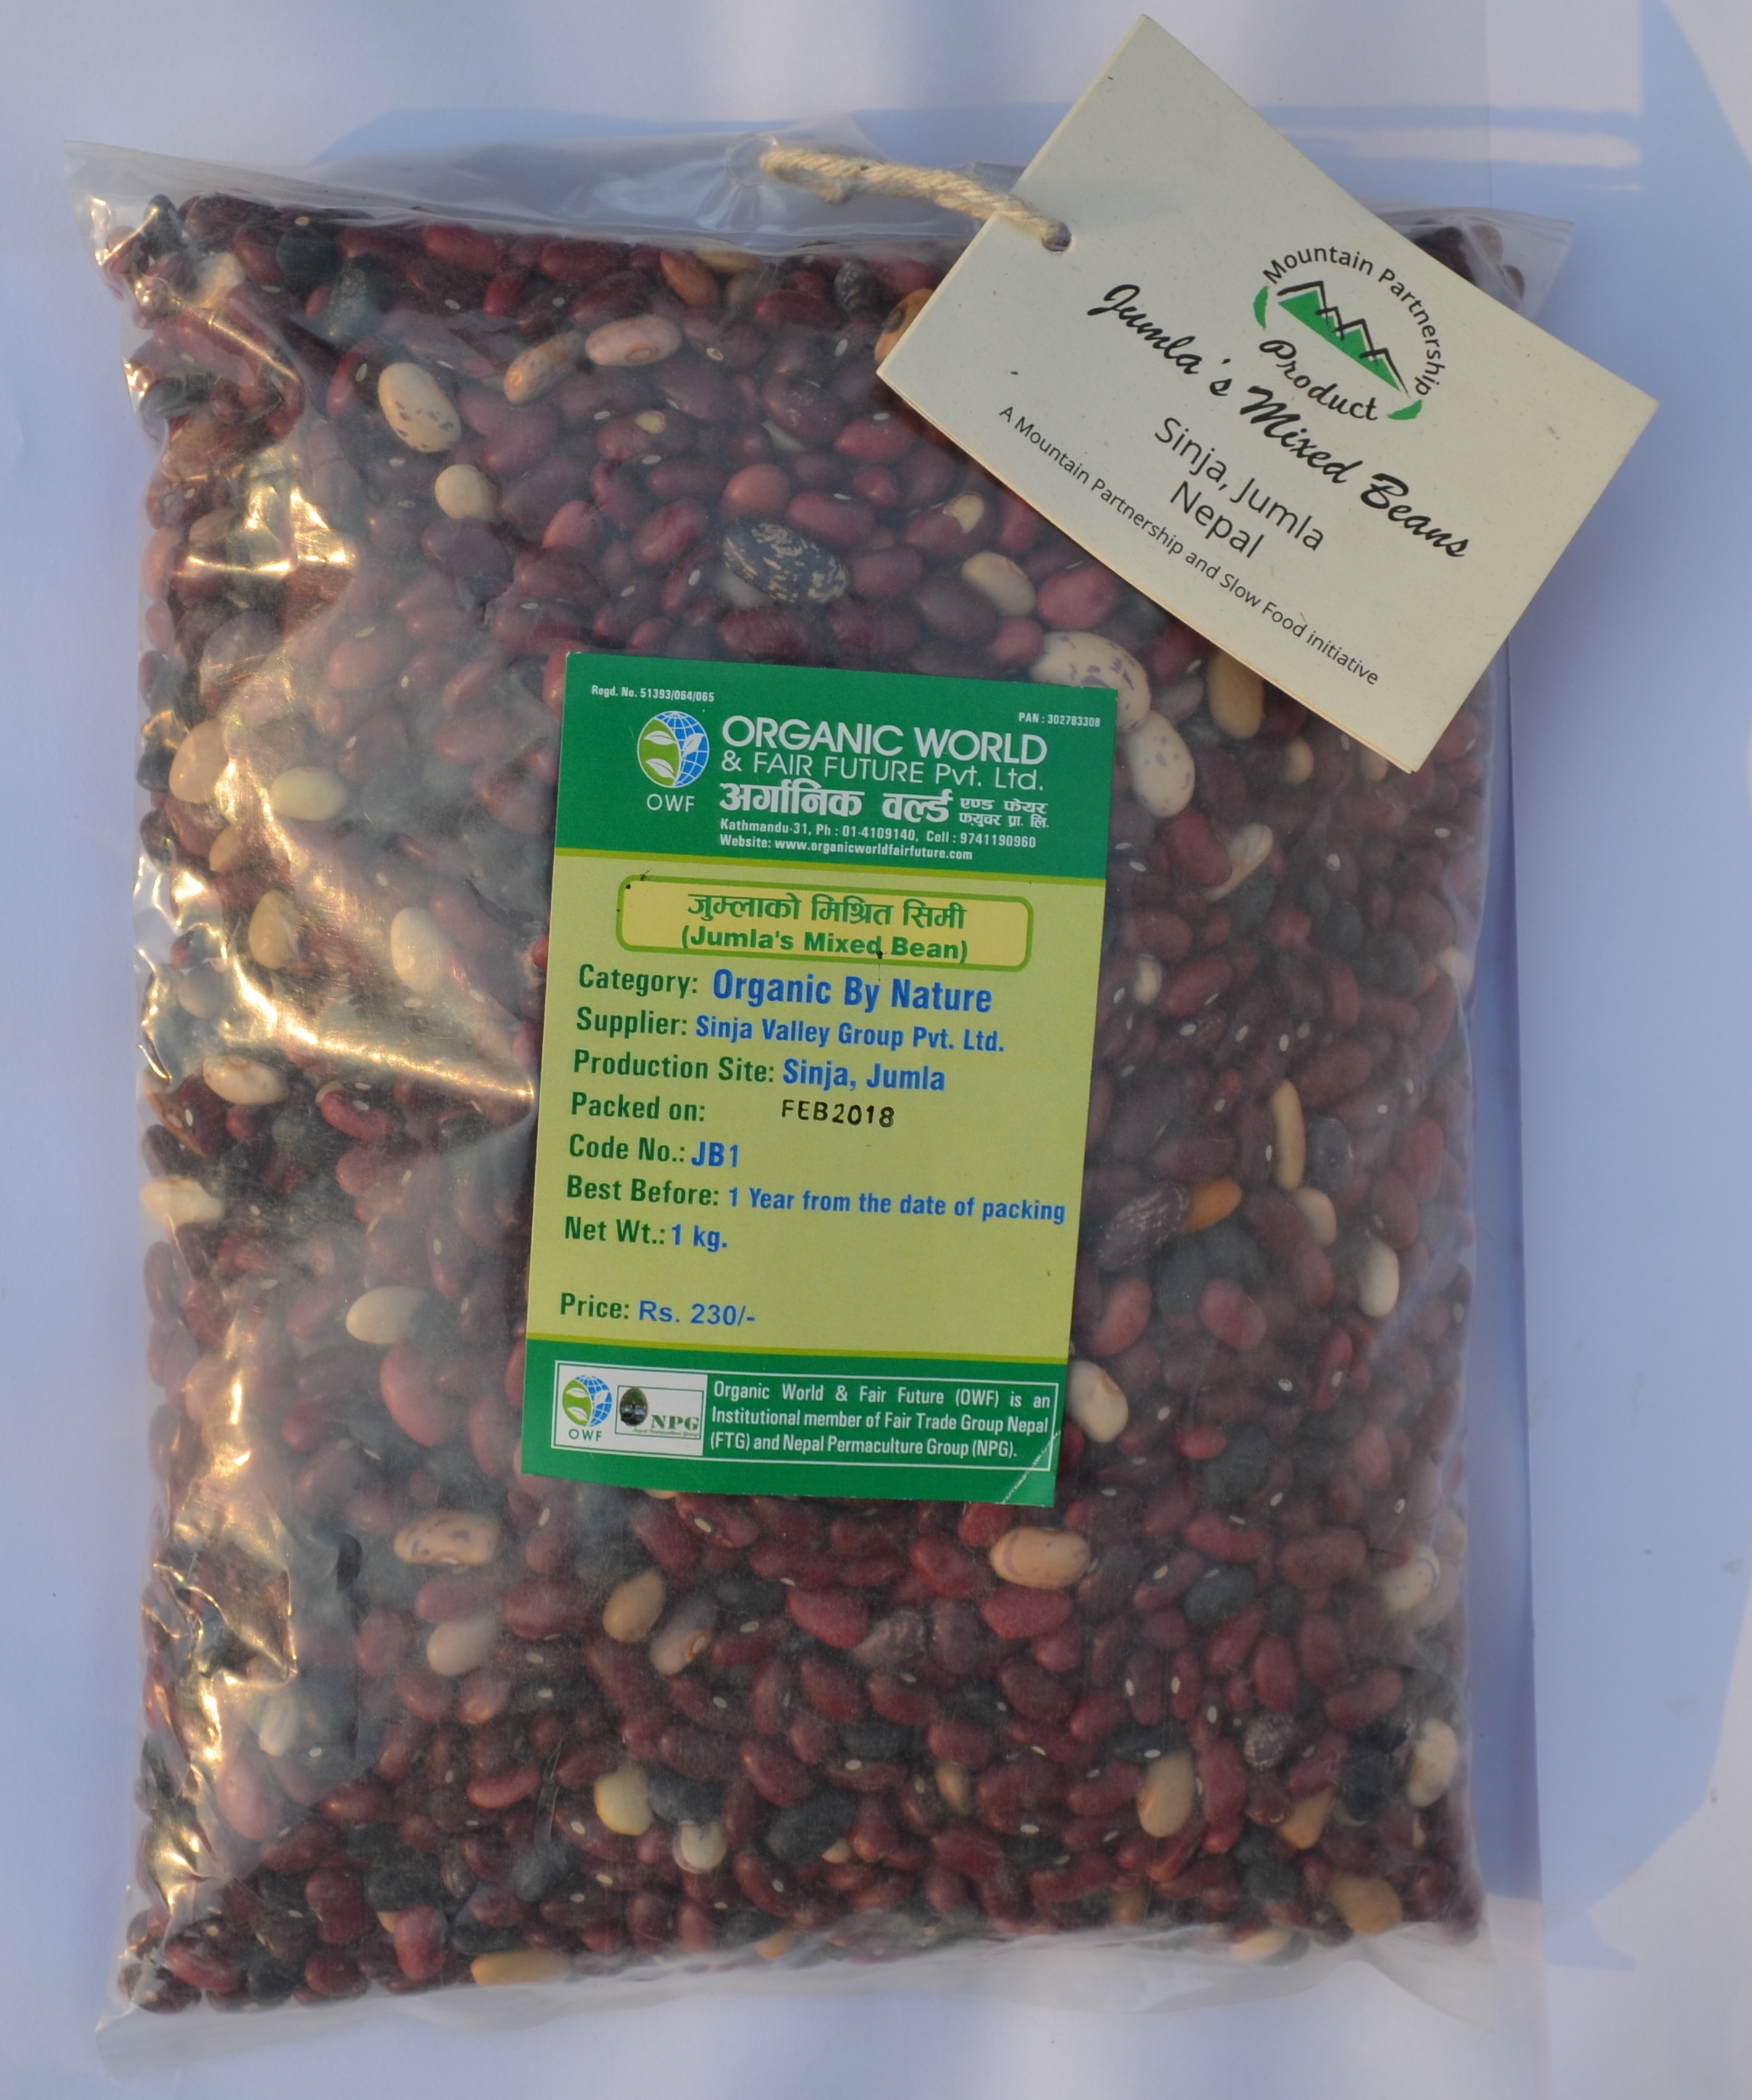 Mountain Partnership
Product
Jumla's Mixed Beans
Sinja, Jumla
Nepal
A Mountain Partnership and Slow Food initiative
Regd. No. 51393/064/065
PAN : 302783308
ORGANIC WORLD
& FAIR FUTURE Pvt. Ltd.
OWF
अर्गानिक वर्ल्ड एण्ड फेयर
फ्युचर प्रा. लि.
Kathmandu-31, Ph : 01-4109140, Cell : 9741190960
Website: www.organicworldfairfuture.com
जुम्लाको मिश्रित सिमी
(Jumla's Mixed Bean)
Category: Organic By Nature
Supplier: Sinja Valley Group Pvt. Ltd.
Production Site: Sinja, Jumla
Packed on: FEB2018
Code No.: JB1
Best Before: 1 Year from the date of packing
Net Wt.: 1 kg.
Price: Rs. 230/-
OWF
NPG
Organic World & Fair Future (OWF) is an
Institutional member of Fair Trade Group Nepal
(FTG) and Nepal Permaculture Group (NPG).